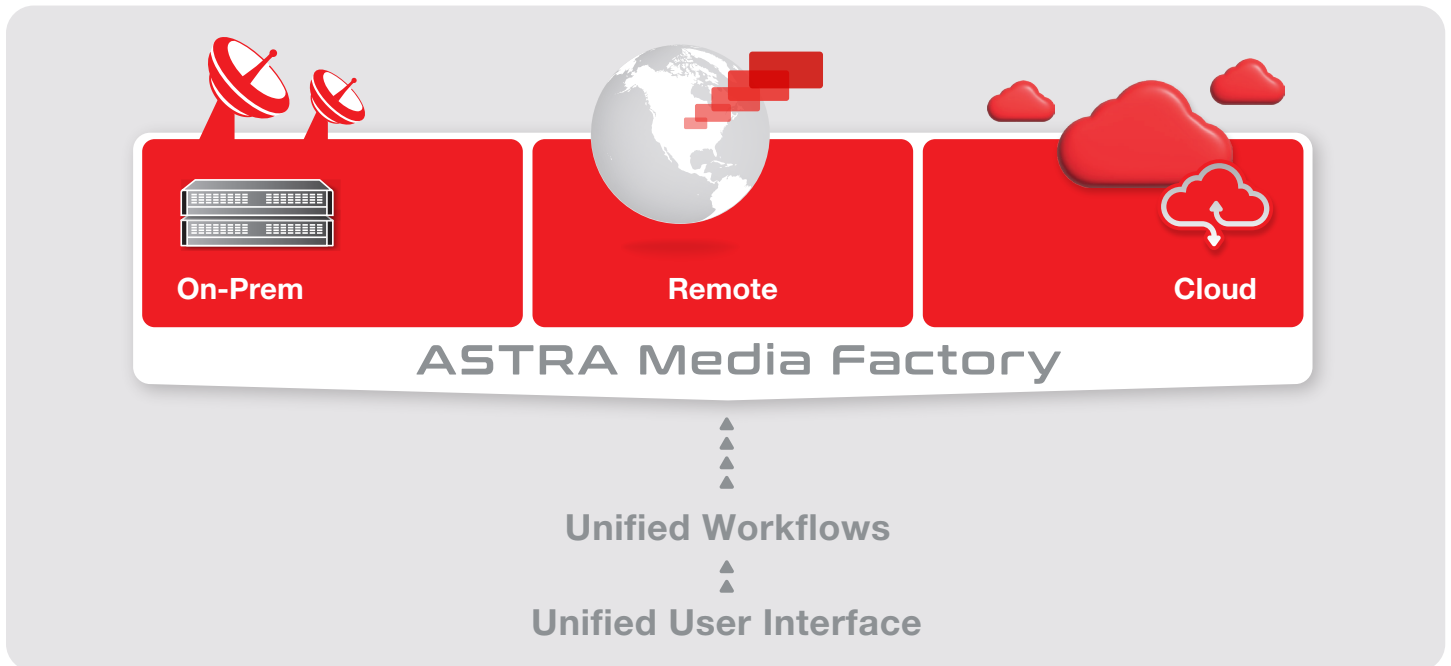 On-Prem
Remote
Cloud
ASTRA Media Factory
Unified Workflows
Unified User Interface